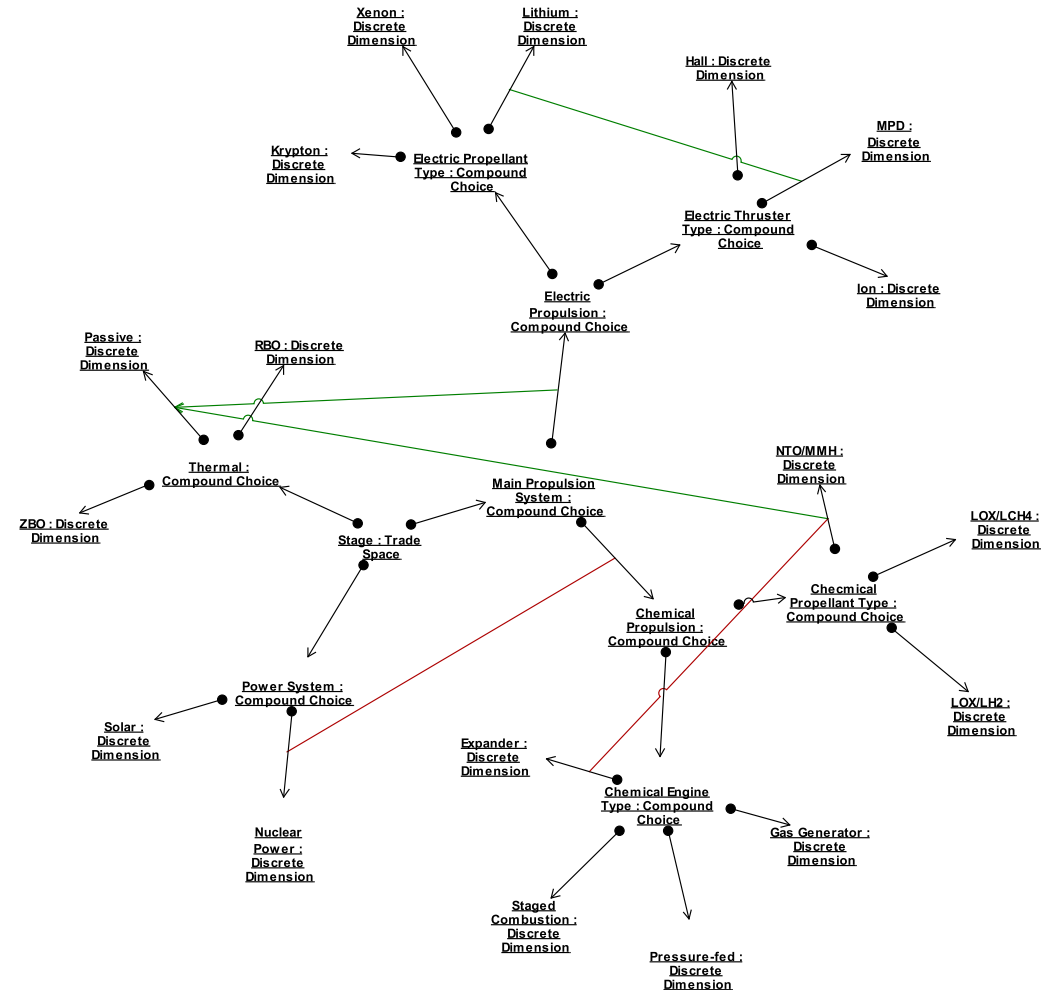 Xenon :
Discrete
Dimension
Lithium :
Discrete
Dimension
Hall : Discrete
Dimension
MPD :
Discrete
Dimension
Krypton :
Discrete
Dimension
Electric Propellant
Type : Compound
Choice
Electric Thruster
Type : Compound
Choice
Ion : Discrete
Dimension
Electric
Propulsion :
Compound Choice
Passive :
Discrete
Dimension
RBO : Discrete
Dimension
Thermal :
Compound Choice
ZBO : Discrete
Dimension
Main Propulsion
System :
Compound Choice
Stage : Trade
Space
NTO/MMH :
Discrete
Dimension
LOX/LCH4 :
Discrete
Dimension
Checmical
Propellant Type :
Compound Choice
Chemical
Propulsion :
Compound Choice
LOX/LH2 :
Discrete
Dimension
Power System :
Compound Choice
Solar :
Discrete
Dimension
Nuclear
Power :
Discrete
Dimension
Expander :
Discrete
Dimension
Chemical Engine
Type : Compound
Choice
Gas Generator :
Discrete
Dimension
Staged
Combustion :
Discrete
Dimension
Pressure-fed :
Discrete
Dimension